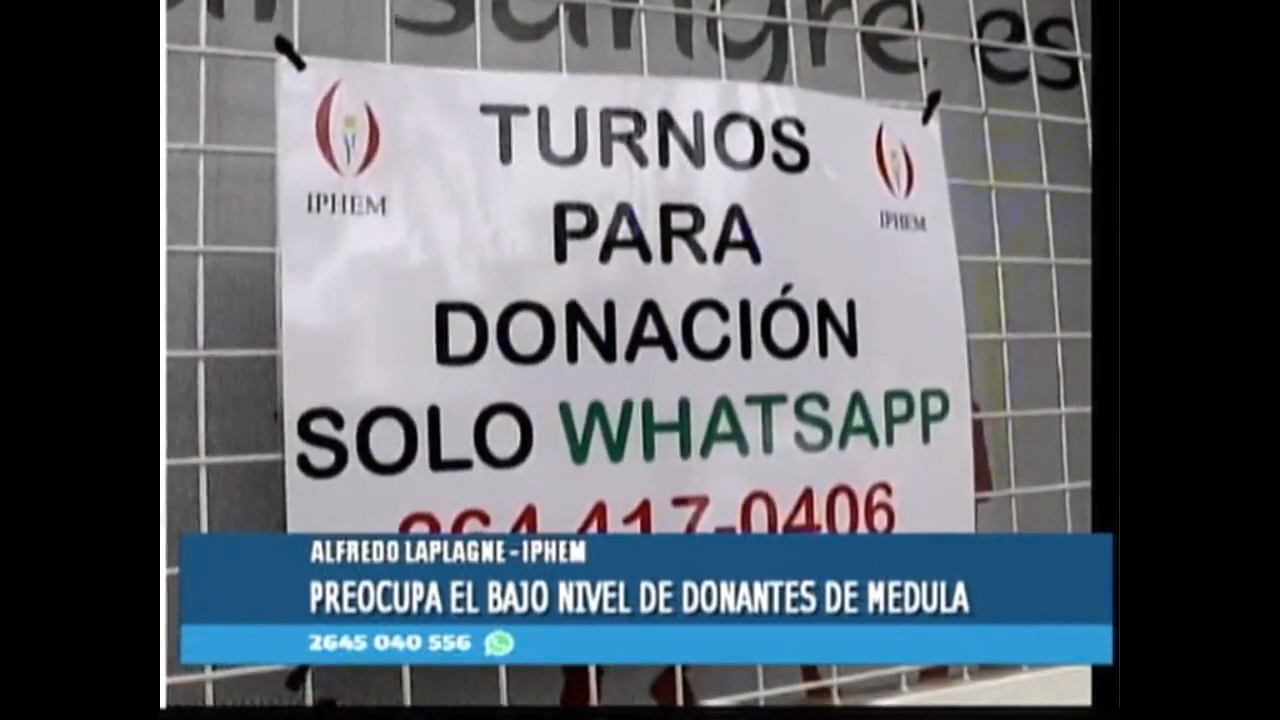 sangre es
TURNOS
PARA
DONACIÓN
SOLO WHATSAPP
264 417-0406
IPHEM
IPHEM
ALFREDO LAPLAGNE - IPHEM
PREOCUPA EL BAJO NIVEL DE DONANTES DE MEDULA
2645 040 556